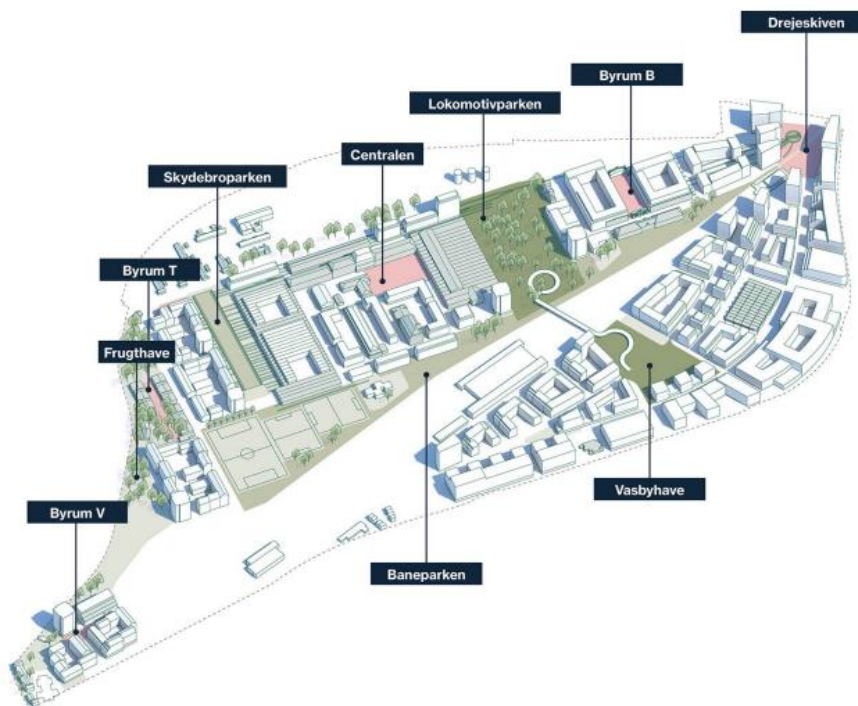 Drejeskiven
Byrum B
Lokomotivparken
Centralen
Skydebroparken
Byrum T
Frugthave
Vasbyhave
Byrum V
Baneparken